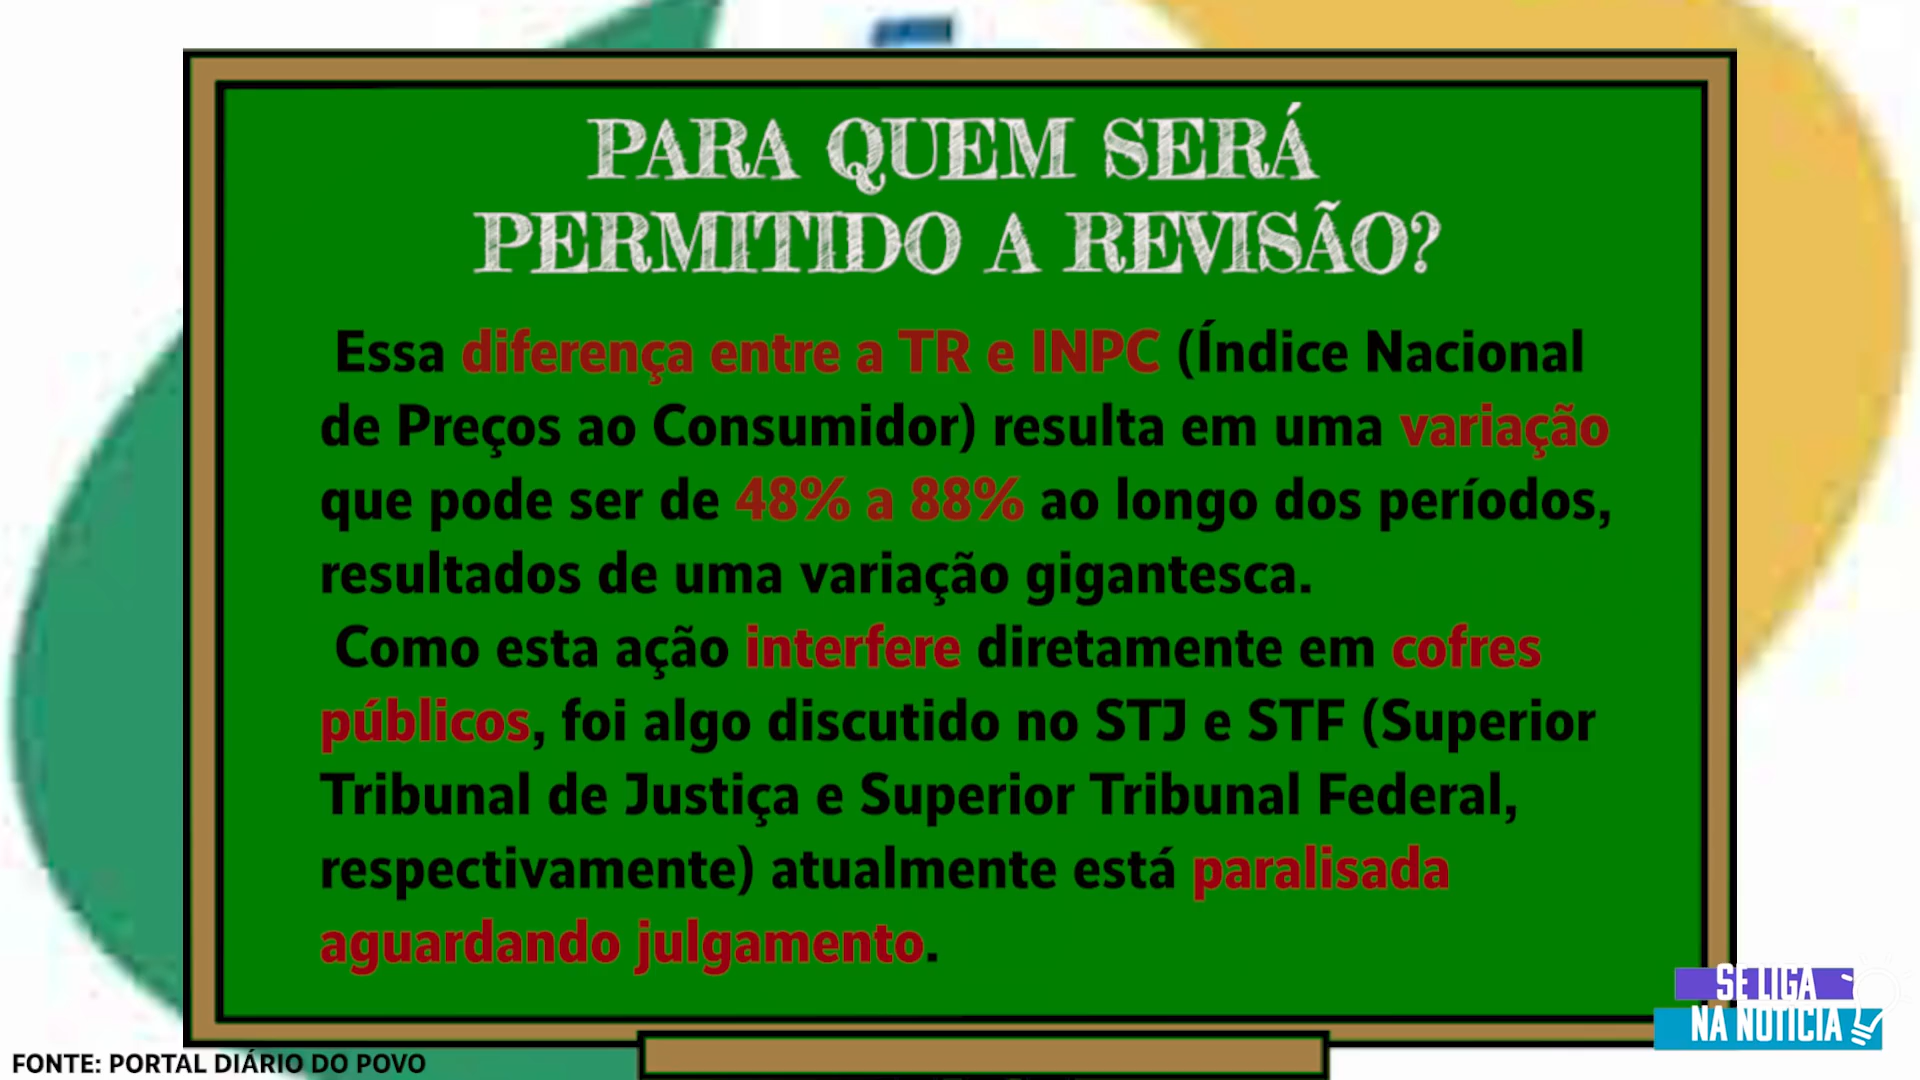 PARA QUEM SERÁ
PERMITIDO A REVISÃO?
Essa diferença entre a TR e INPC (Índice Nacional
de Preços ao Consumidor) resulta em uma variação
que pode ser de 48% a 88% ao longo dos períodos,
resultados de uma variação gigantesca.
Como esta ação interfere diretamente em cofres
públicos, foi algo discutido no STJ e STF (Superior
Tribunal de Justiça e Superior Tribunal Federal,
respectivamente) atualmente está paralisada
aguardando julgamento.
SE LIGA
NA NOTÍCIA
FONTE: PORTAL DIÁRIO DO POVO